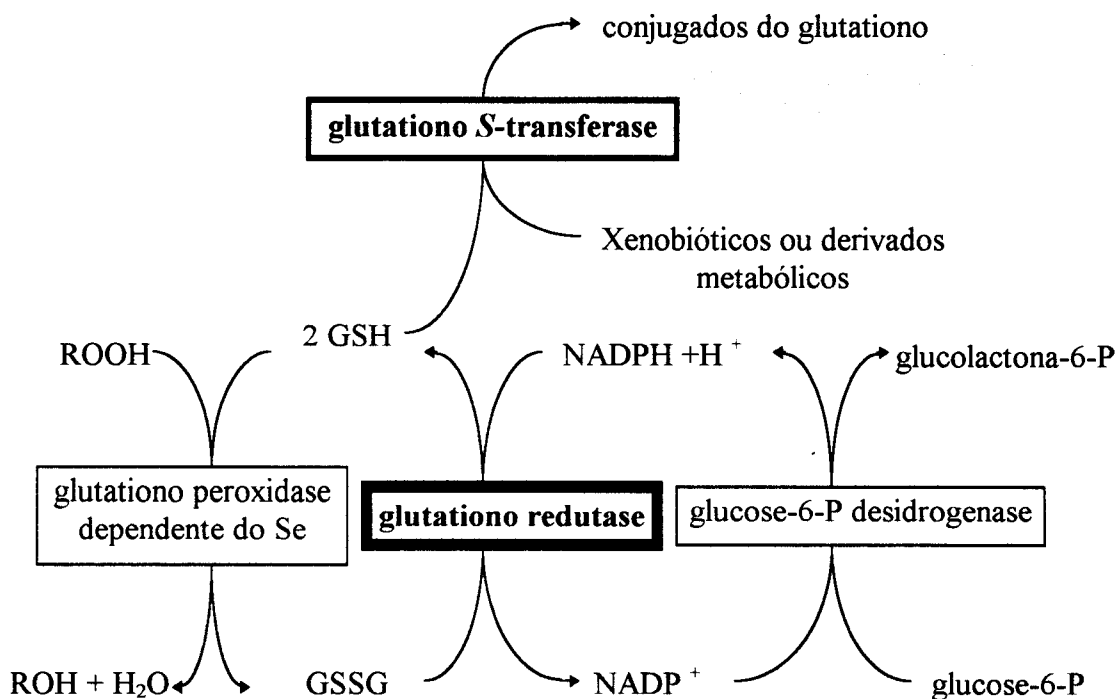 conjugados do glutationo
glutationo S-transferase
Xenobióticos ou derivados
metabólicos
2 GSH
ROOH
NADPH +H +
glucolactona-6-P
glutationo peroxidase
dependente do Se
glutationo redutase
glucose-6-P desidrogenase
ROH + H₂O
GSSG
NADP +
glucose-6-P